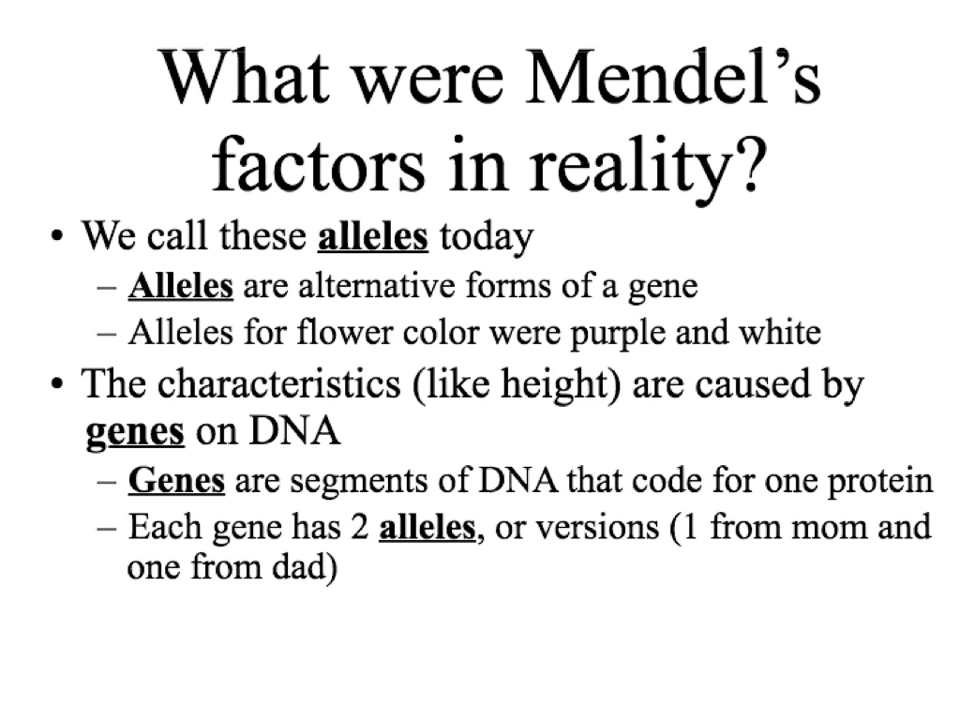 What were Mendel’s
factors in reality?
• We call these alleles today
– Alleles are alternative forms of a gene
– Alleles for flower color were purple and white
• The characteristics (like height) are caused by
genes on DNA
– Genes are segments of DNA that code for one protein
– Each gene has 2 alleles, or versions (1 from mom and
one from dad)